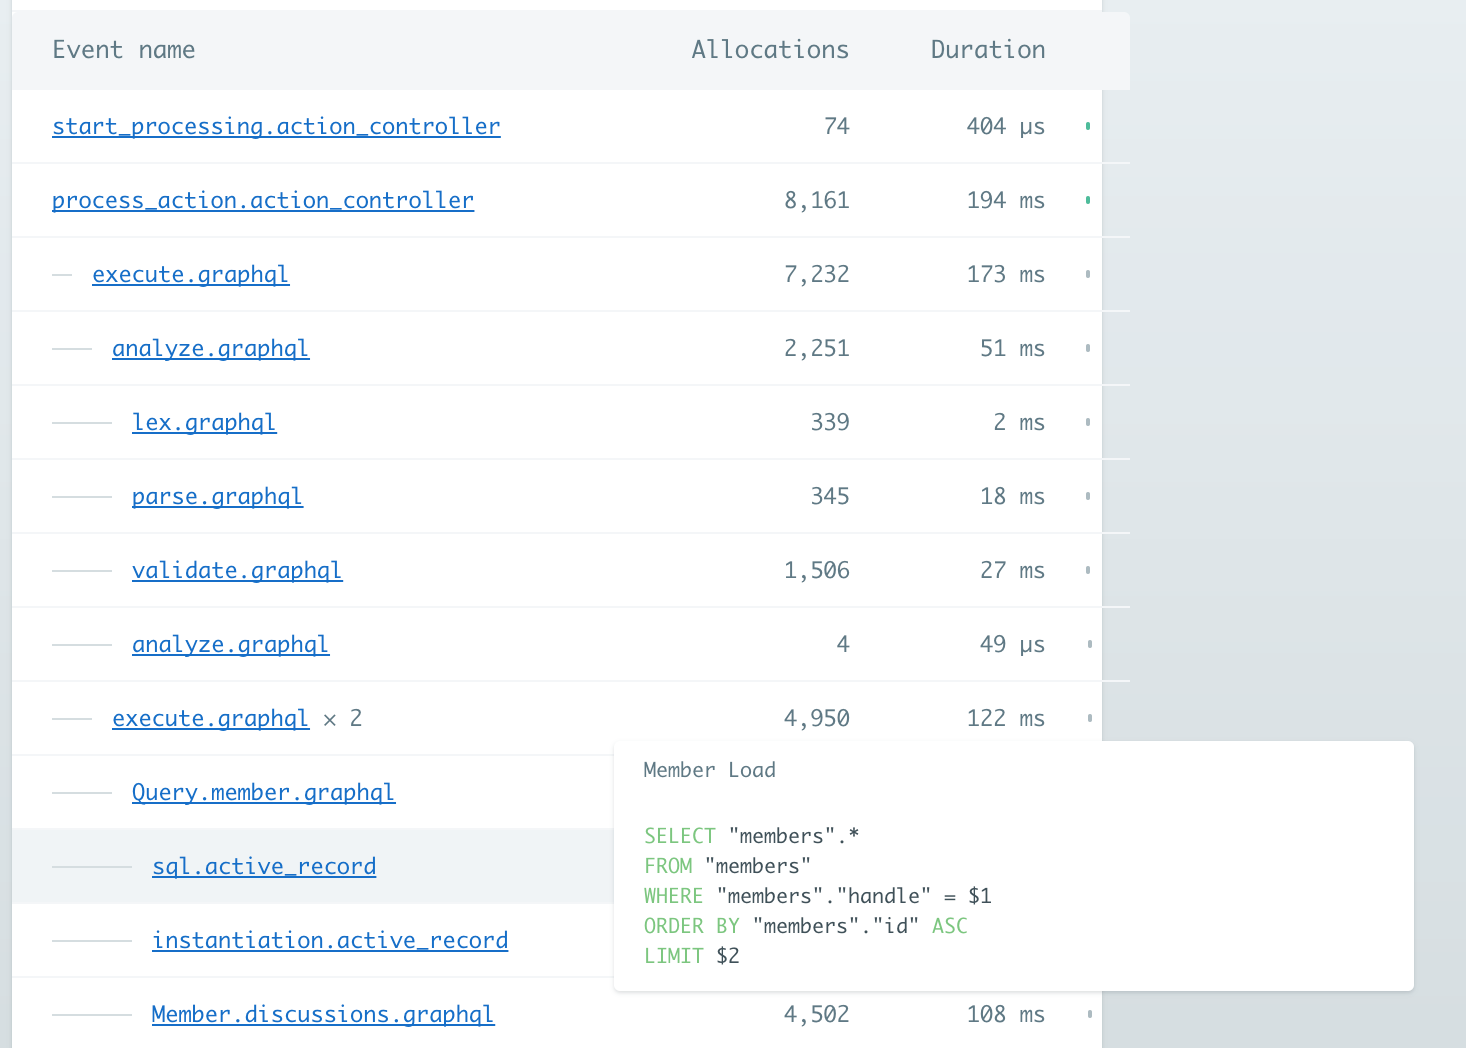 Event name Allocations Duration
start_processing.action_controller 74 404 µs
process_action.action_controller 8,161 194 ms
execute.graphql 7,232 173 ms
analyze.graphql 2,251 51 ms
lex.graphql 339 2 ms
parse.graphql 345 18 ms
validate.graphql 1,506 27 ms
analyze.graphql 4 49 µs
execute.graphql × 2 4,950 122 ms
Query.member.graphql
sql.active_record
instantiation.active_record
Member.discussions.graphql 4,502 108 ms
Member Load
SELECT "members".*
FROM "members"
WHERE "members"."handle" = $1
ORDER BY "members"."id" ASC
LIMIT $2